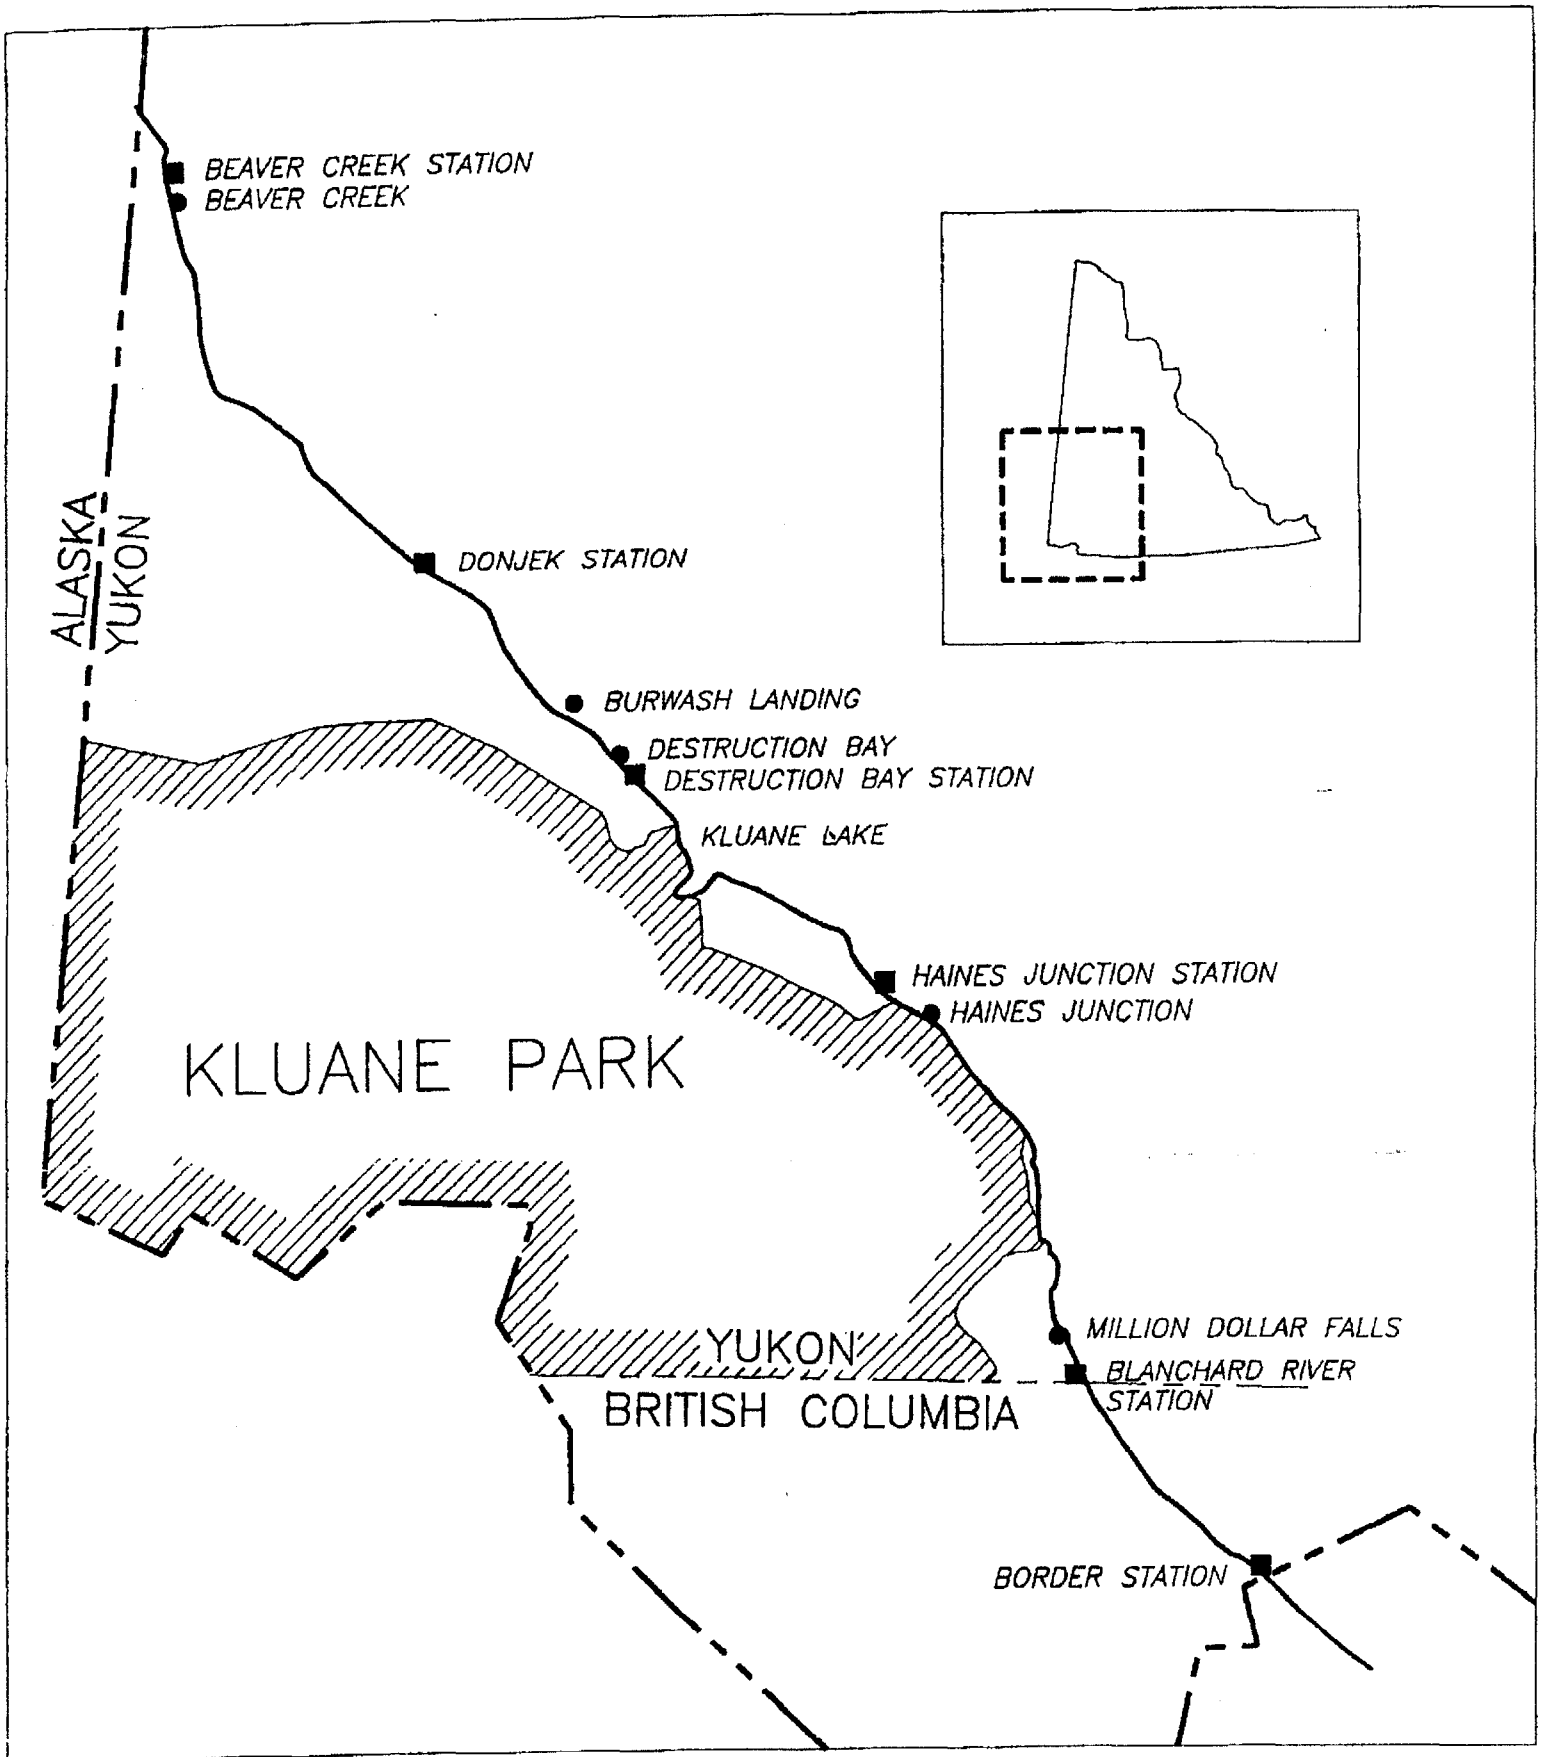 BEAVER CREEK STATION
BEAVER CREEK
ALASKA
YUKON
DONJEK STATION
BURWASH LANDING
DESTRUCTION BAY
DESTRUCTION BAY STATION
KLUANE LAKE
HAINES JUNCTION STATION
HAINES JUNCTION
KLUANE PARK
MILLION DOLLAR FALLS
YUKON
BLANCHARD RIVER
STATION
BRITISH COLUMBIA
BORDER STATION